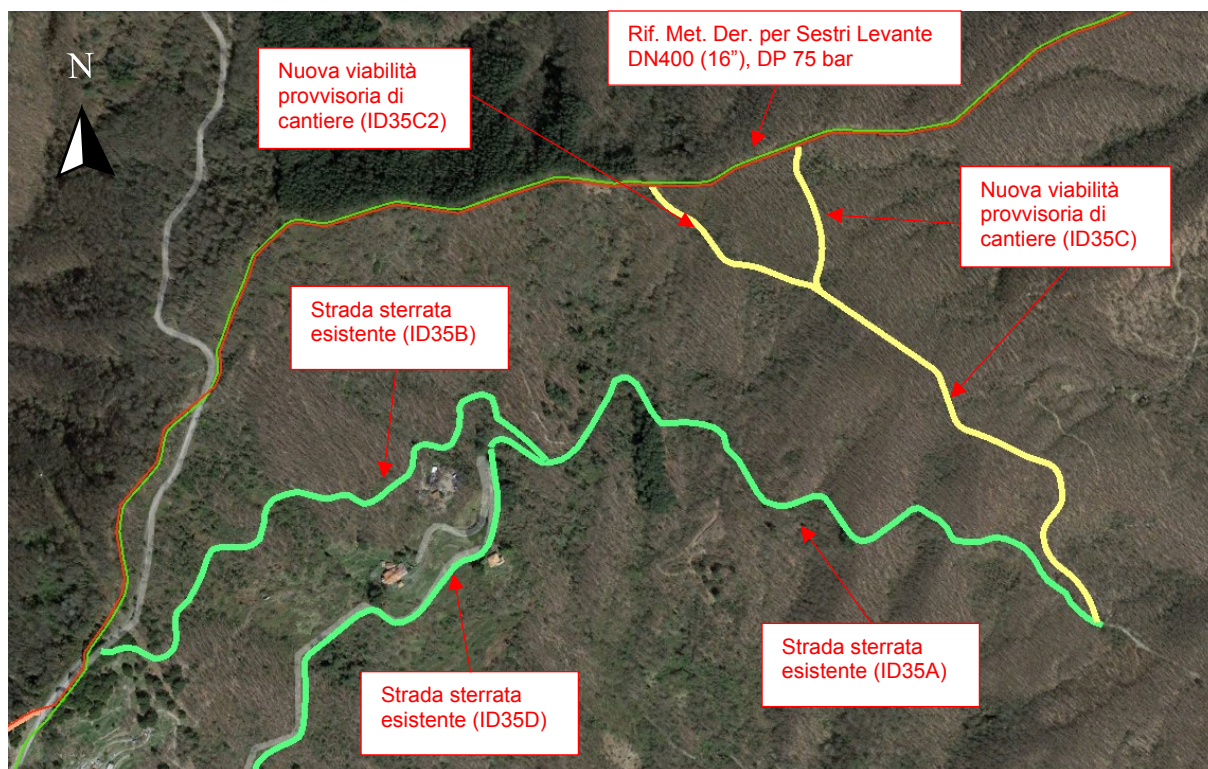 Rif. Met. Der. per Sestri Levante
DN400 (16”), DP 75 bar
N
Nuova viabilità
provvisoria di
cantiere (ID35C2)
Nuova viabilità
provvisoria di
cantiere (ID35C)
Strada sterrata
esistente (ID35B)
Strada sterrata
esistente (ID35A)
Strada sterrata
esistente (ID35D)